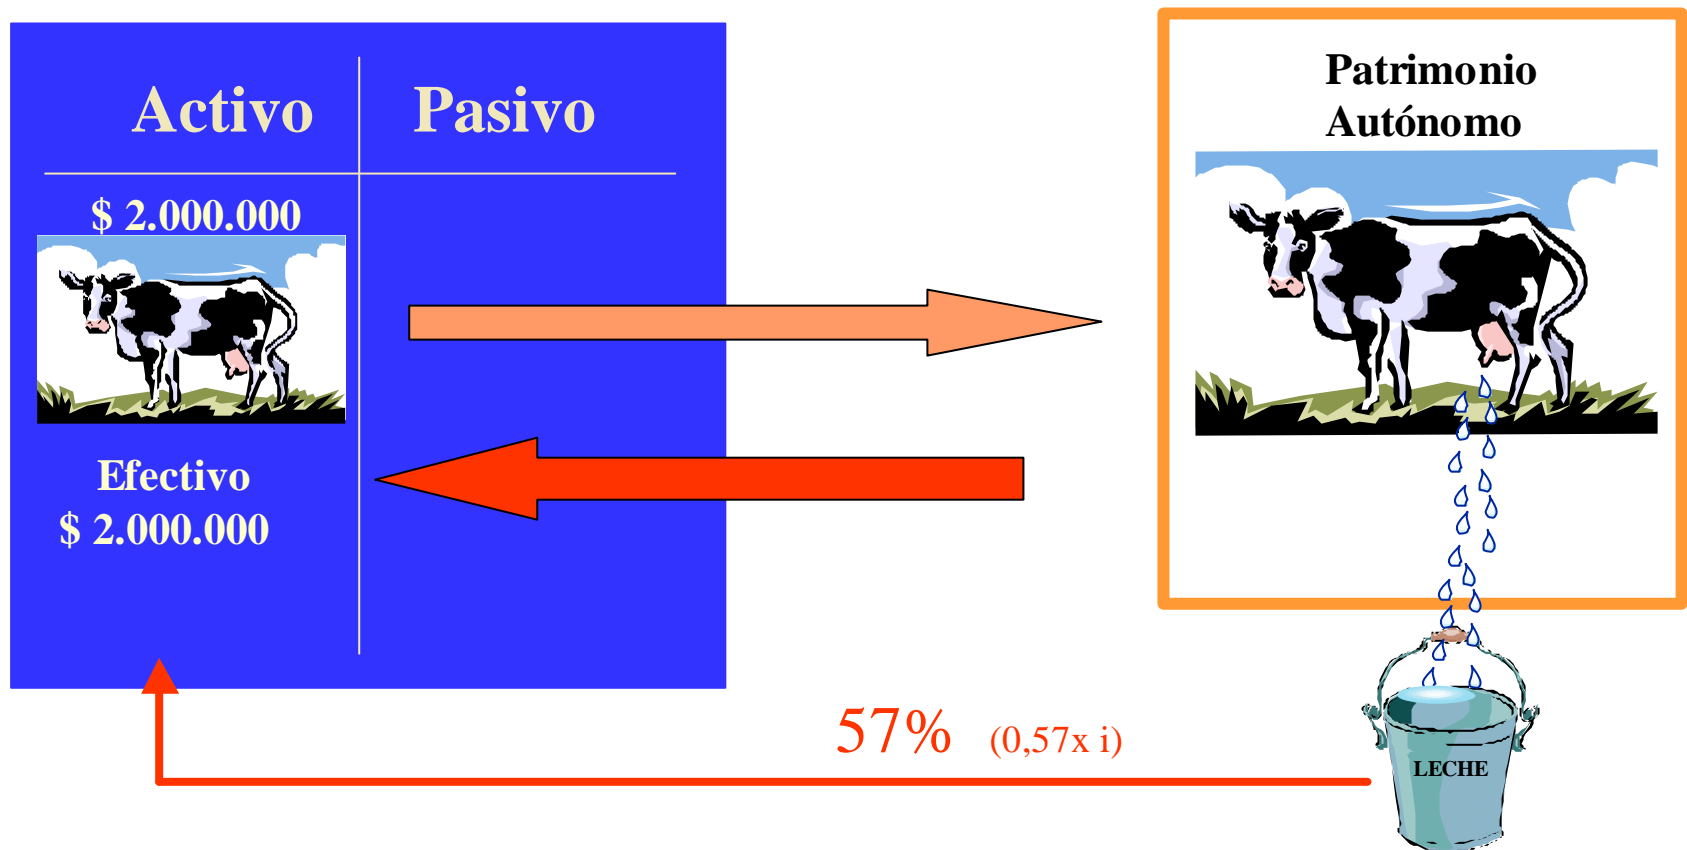 Activo
Pasivo
$ 2.000.000
Efectivo
$ 2.000.000
Patrimonio
Autónomo
57% (0,57x i)
LECHE